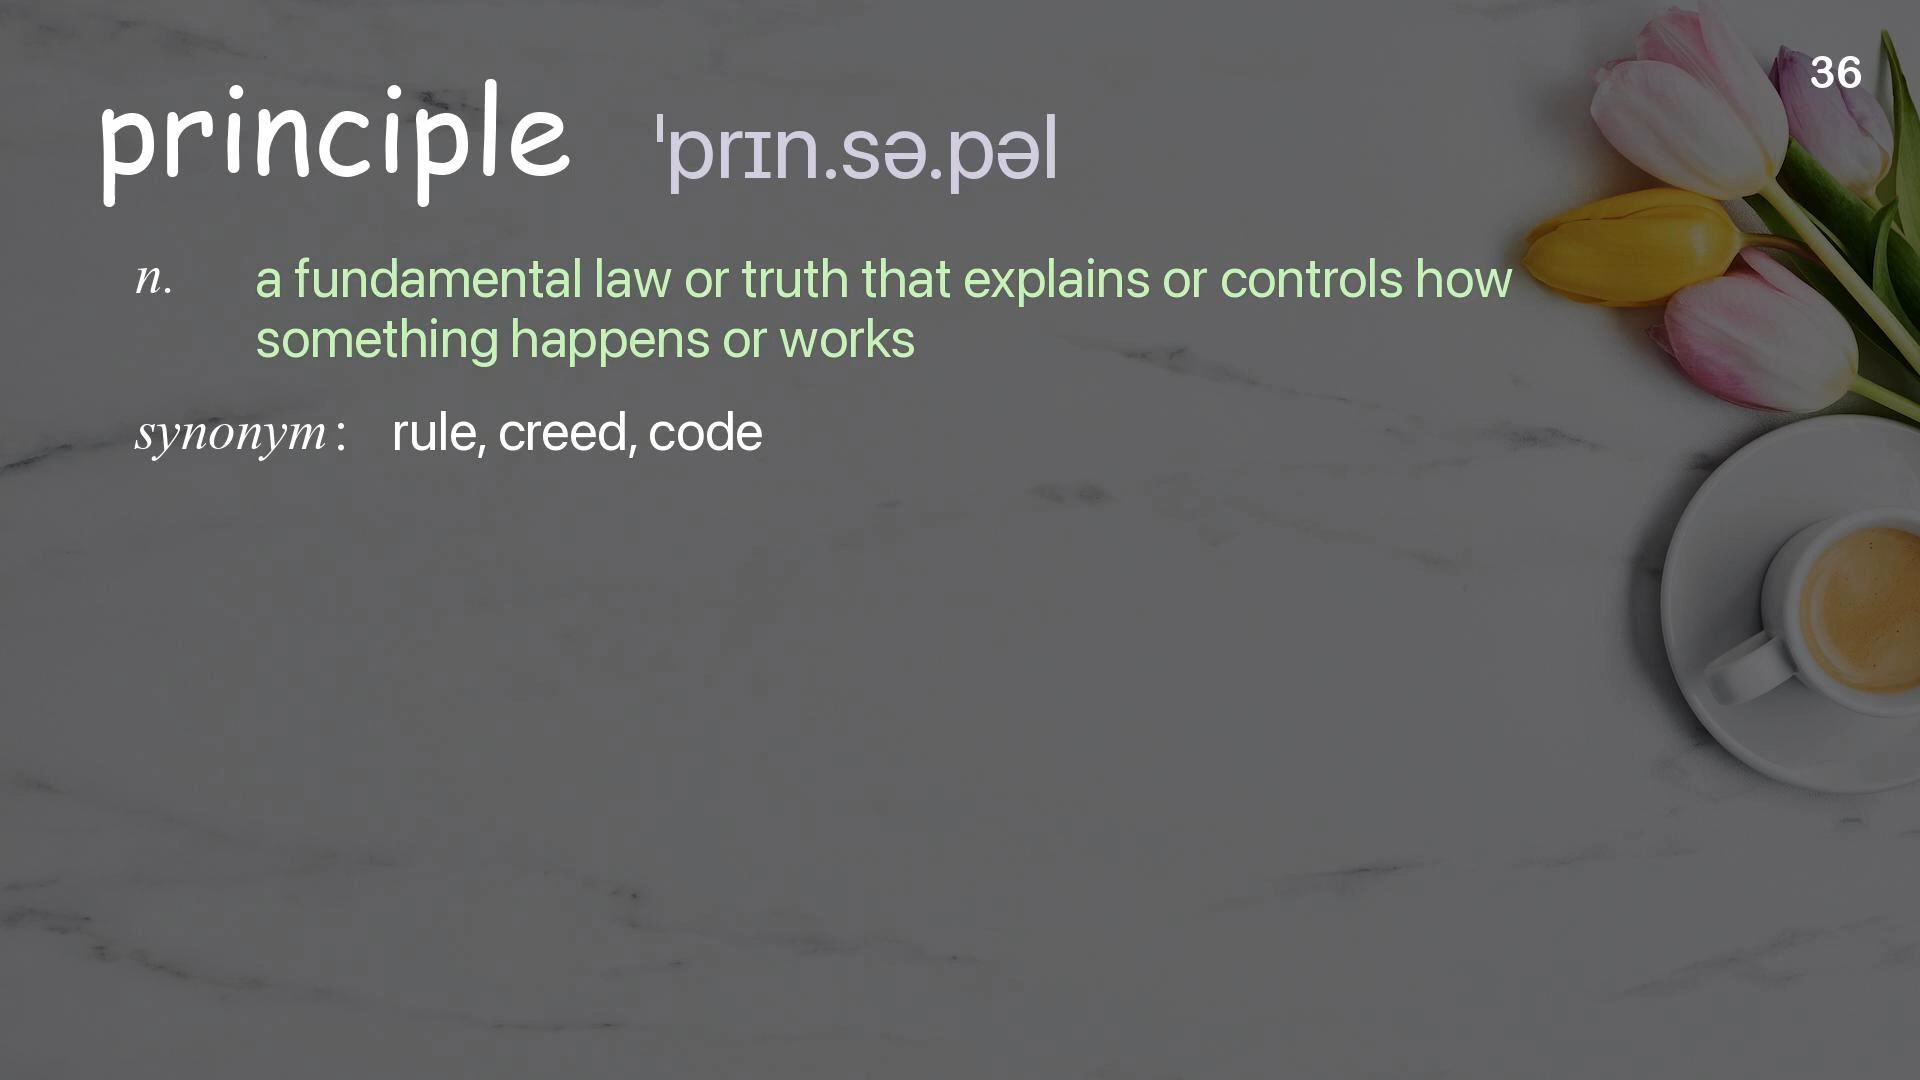 36
principle ˈprɪn.sə.pəl
n. a fundamental law or truth that explains or controls how
something happens or works
synonym: rule, creed, code